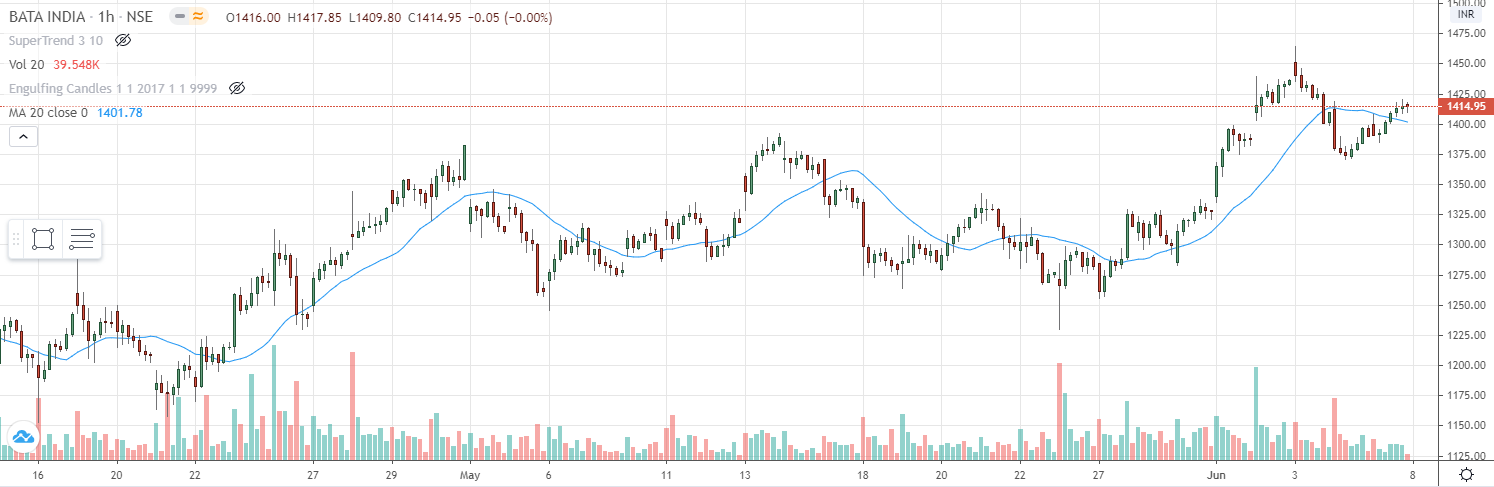 BATA INDIA · 1h · NSE O1416.00 H1417.85 L1409.80 C1414.95 −0.05 (−0.00%)
SuperTrend 3 10
Vol 20 39.548K
Engulfing Candles 1 1 2017 1 1 9999
MA 20 close 0 1401.78
1500.00
INR
1475.00
1450.00
1425.00
1414.95
1400.00
1375.00
1350.00
1325.00
1300.00
1275.00
1250.00
1225.00
1200.00
1175.00
1150.00
1125.00
16 20 22 27 29 May 6 11 13 18 20 22 27 Jun 3 8